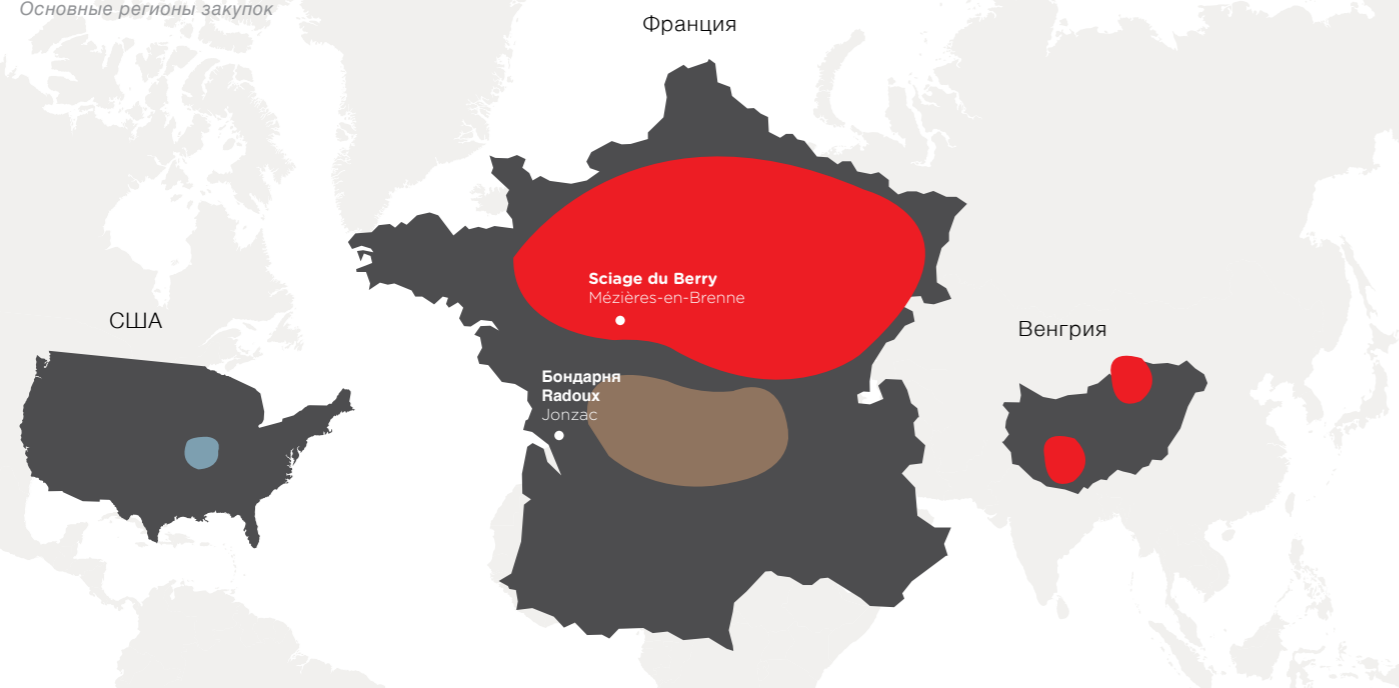 Основные регионы закупок
Франция
Sciage du Berry
Mézières-en-Brenne
США
Венгрия
Бондарня
Radoux
Jonzac